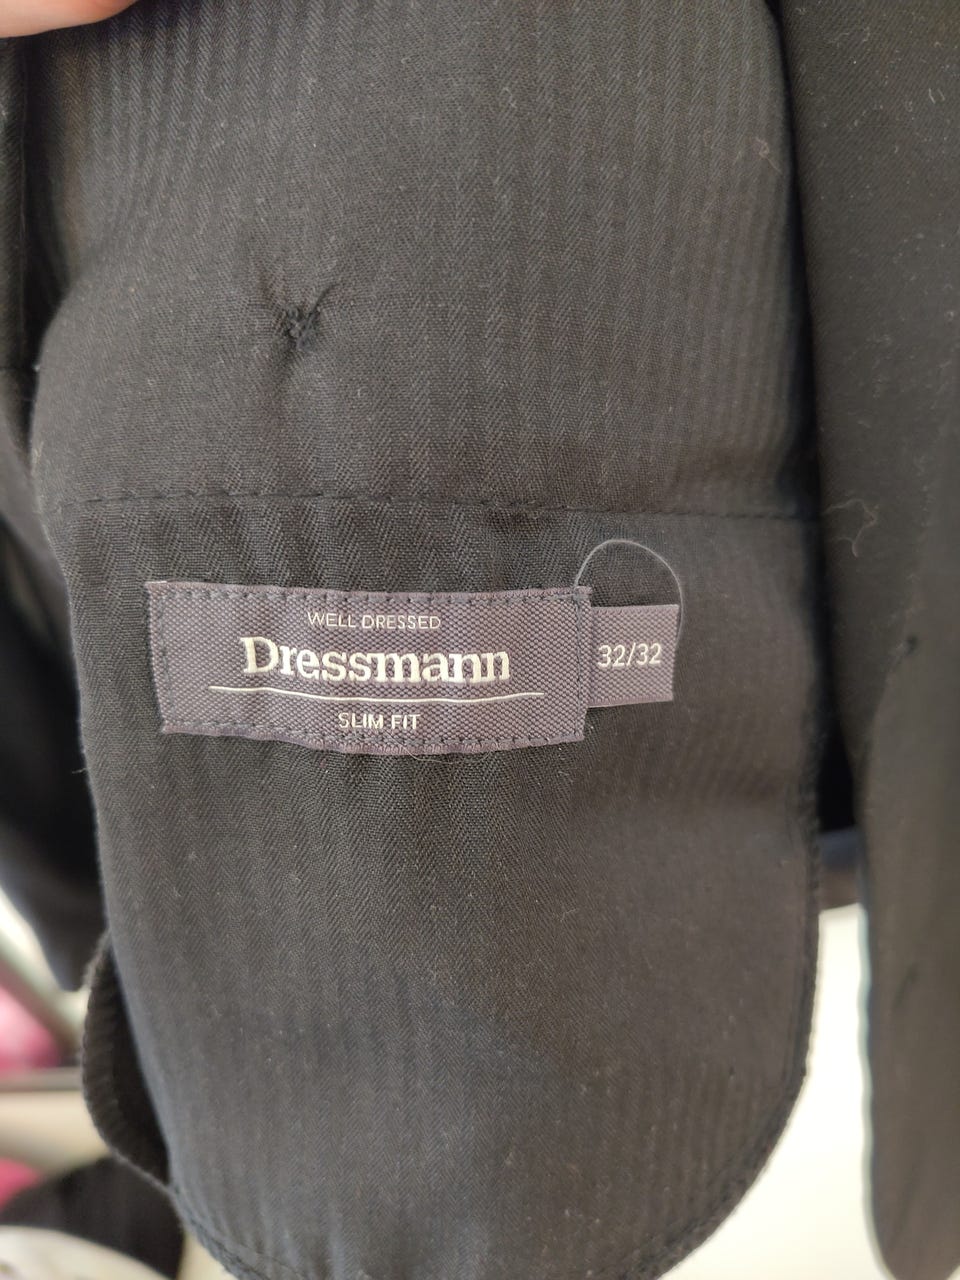 WELL DRESSED
Dressmann
SLIM FIT
32/32